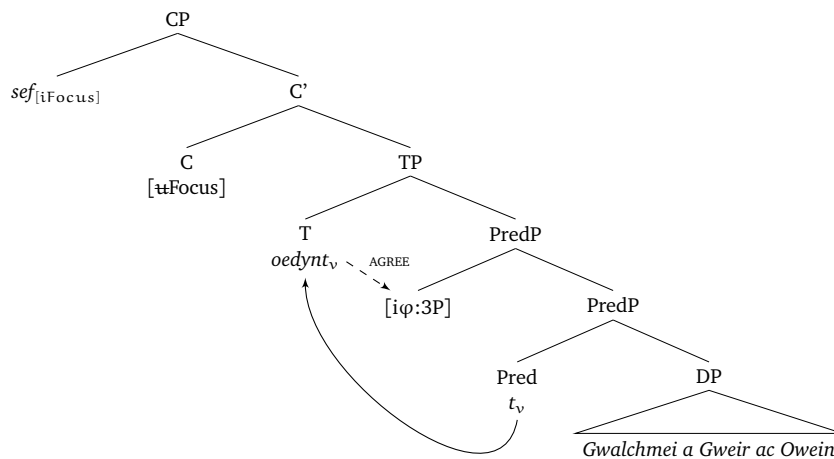 CP
sef[iFocus]
C’
C
[uFocus]
TP
T
oedyntv
AGREE
PredP
[iφ:3P]
PredP
Pred
tv
DP
Gwalchmei a Gweir ac Owein